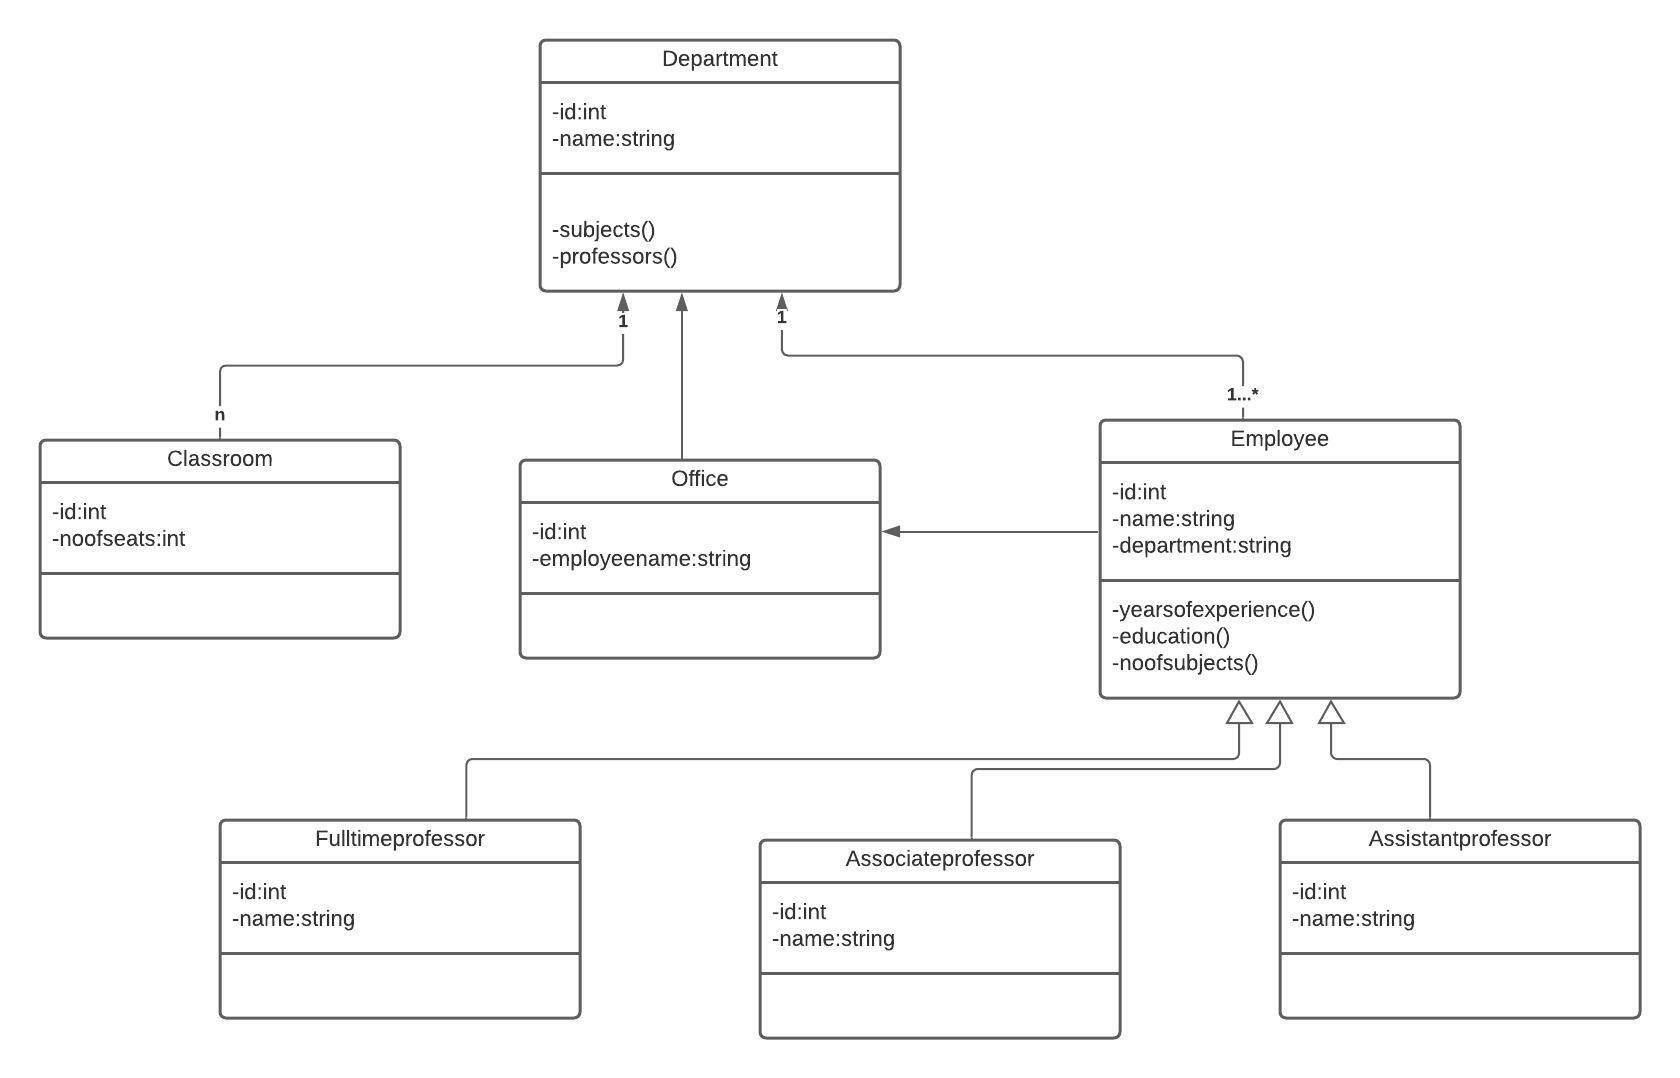 Department
-id:int
-name:string
-subjects()
-professors()
1
1
n
1...*
Classroom
-id:int
-noofseats:int
Office
-id:int
-employeename:string
Employee
-id:int
-name:string
-department:string
-yearsofexperience()
-education()
-noofsubjects()
Fulltimeprofessor
-id:int
-name:string
Associateprofessor
-id:int
-name:string
Assistantprofessor
-id:int
-name:string